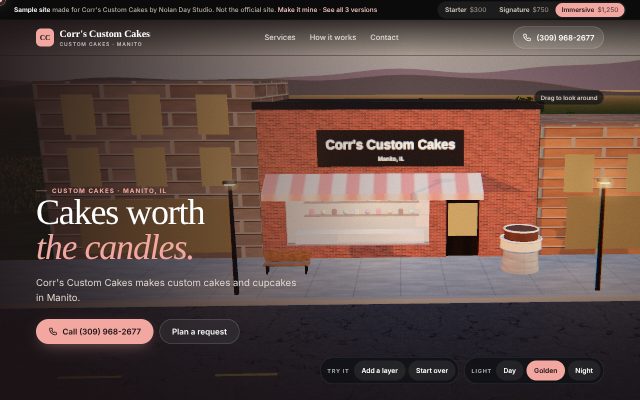 Sample site made for Corr's Custom Cakes by Nolan Day Studio. Not the official site. Make it mine · See all 3 versions
Starter $300 Signature $750 Immersive $1,250
CC Corr's Custom Cakes
CUSTOM CAKES · MANITO
Services How it works Contact
(309) 968-2677
Drag to look around
Corr's Custom Cakes
Manito, IL
CUSTOM CAKES · MANITO, IL
Cakes worth
the candles.
Corr's Custom Cakes makes custom cakes and cupcakes
in Manito.
Call (309) 968-2677 Plan a request
TRY IT Add a layer Start over LIGHT Day Golden Night